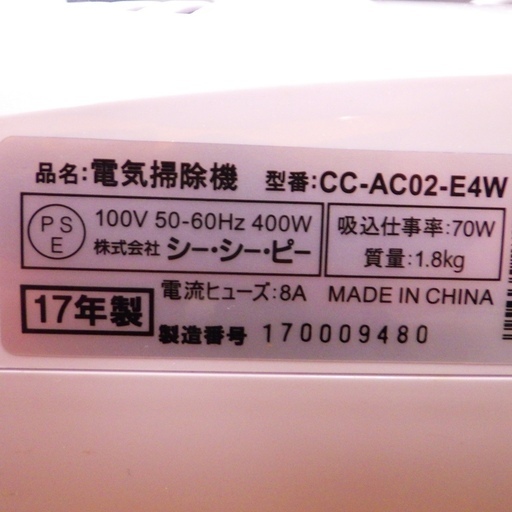 品名:電気掃除機 型番:CC-AC02-E4W
PSE 100V 50-60Hz 400W
株式会社 シー・シー・ピー
吸込仕事率:70W
質量:1.8kg
17年製
電流ヒューズ:8A MADE IN CHINA
製造番号 170009480